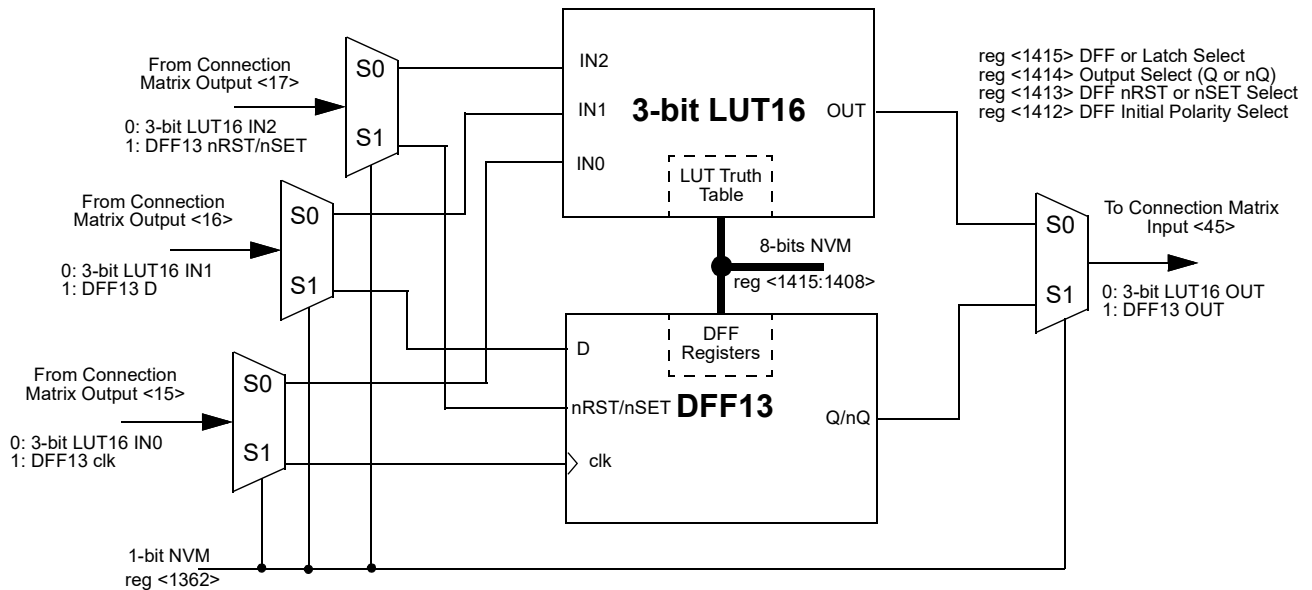 From Connection
Matrix Output <17>
0: 3-bit LUT16 IN2
1: DFF13 nRST/nSET
S0
S1
From Connection
Matrix Output <16>
0: 3-bit LUT16 IN1
1: DFF13 D
S0
S1
From Connection
Matrix Output <15>
0: 3-bit LUT16 IN0
1: DFF13 clk
S0
S1
1-bit NVM
reg <1362>
IN2
IN1
IN0
3-bit LUT16
OUT
LUT Truth
Table
8-bits NVM
reg <1415:1408>
DFF
Registers
D
nRST/nSET
clk
DFF13
Q/nQ
reg <1415> DFF or Latch Select
reg <1414> Output Select (Q or nQ)
reg <1413> DFF nRST or nSET Select
reg <1412> DFF Initial Polarity Select
S0
S1
To Connection Matrix
Input <45>
0: 3-bit LUT16 OUT
1: DFF13 OUT